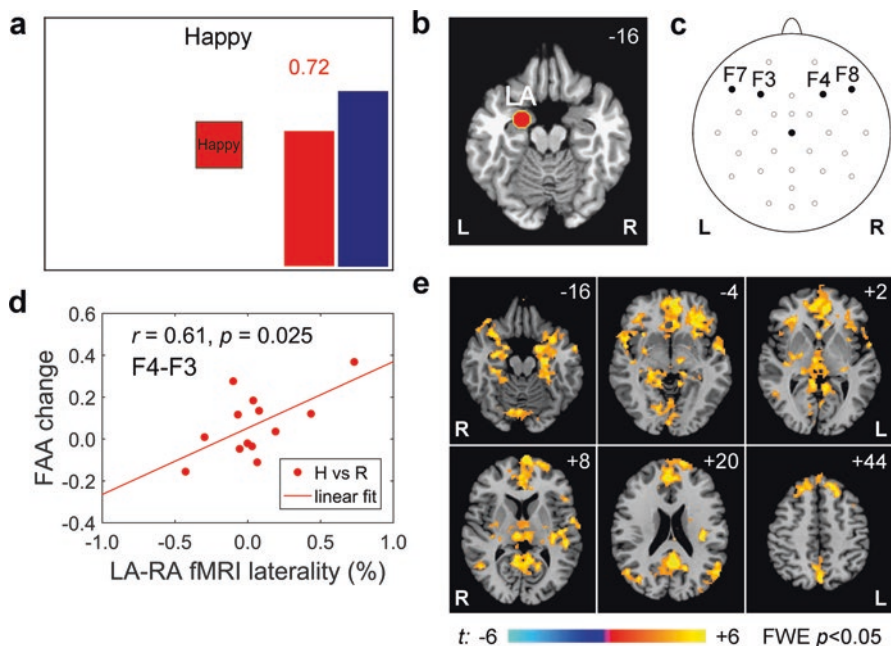 a
Happy
0.72
Happy
b
-16
LA
L
R
c
F7
F3
F4
F8
L
R
d
0.6
0.4
0.2
0.0
-0.2
-0.4
FAA change
r = 0.61, p = 0.025
F4-F3
H vs R
linear fit
-1.0
-0.5
0.0
0.5
1.0
LA-RA fMRI laterality (%)
e
-16
-4
+2
R
L
+8
+20
+44
R
L
t: -6
+6
FWE p<0.05